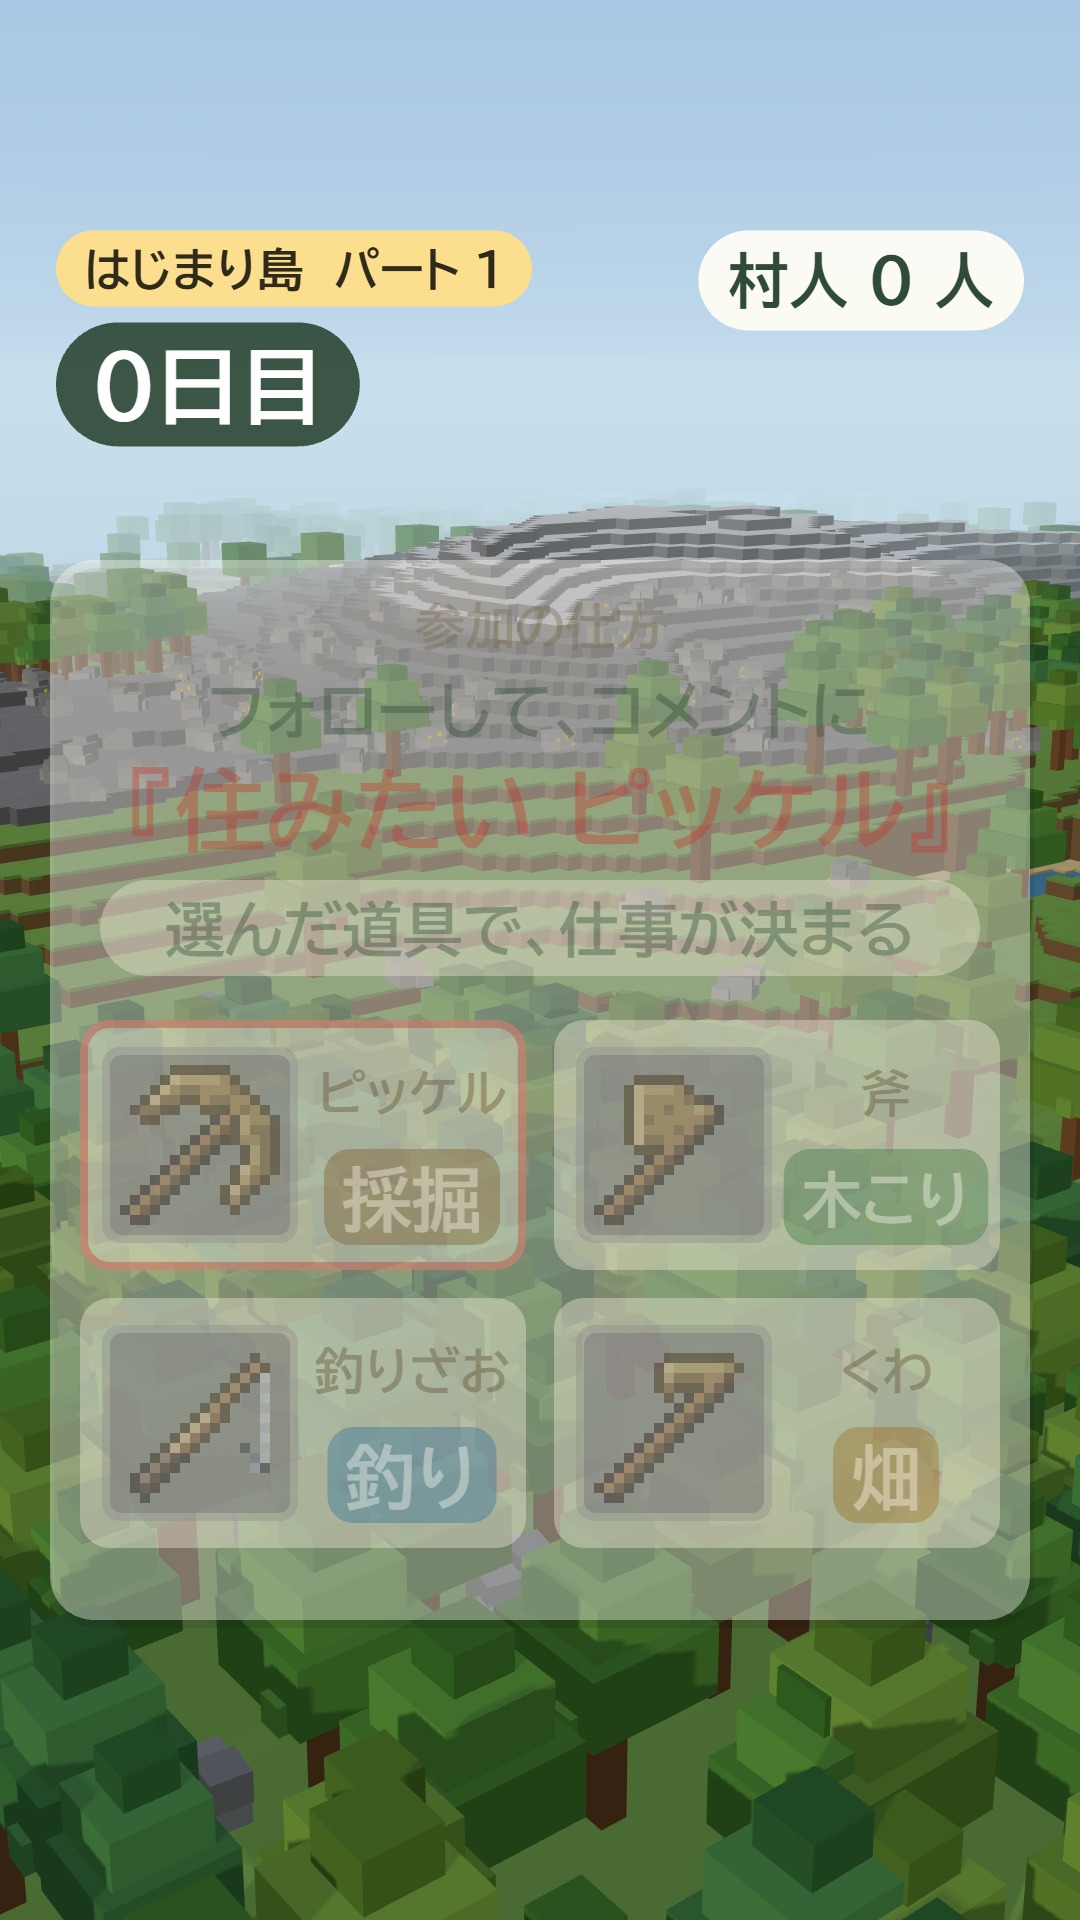 はじまり島 パート 1
村人 0 人
0日目
参加の仕方
フォローして、コメントに
『住みたい ピッケル』
選んだ道具で、仕事が決まる
ピッケル
採掘
斧
木こり
釣りざお
釣り
くわ
畑